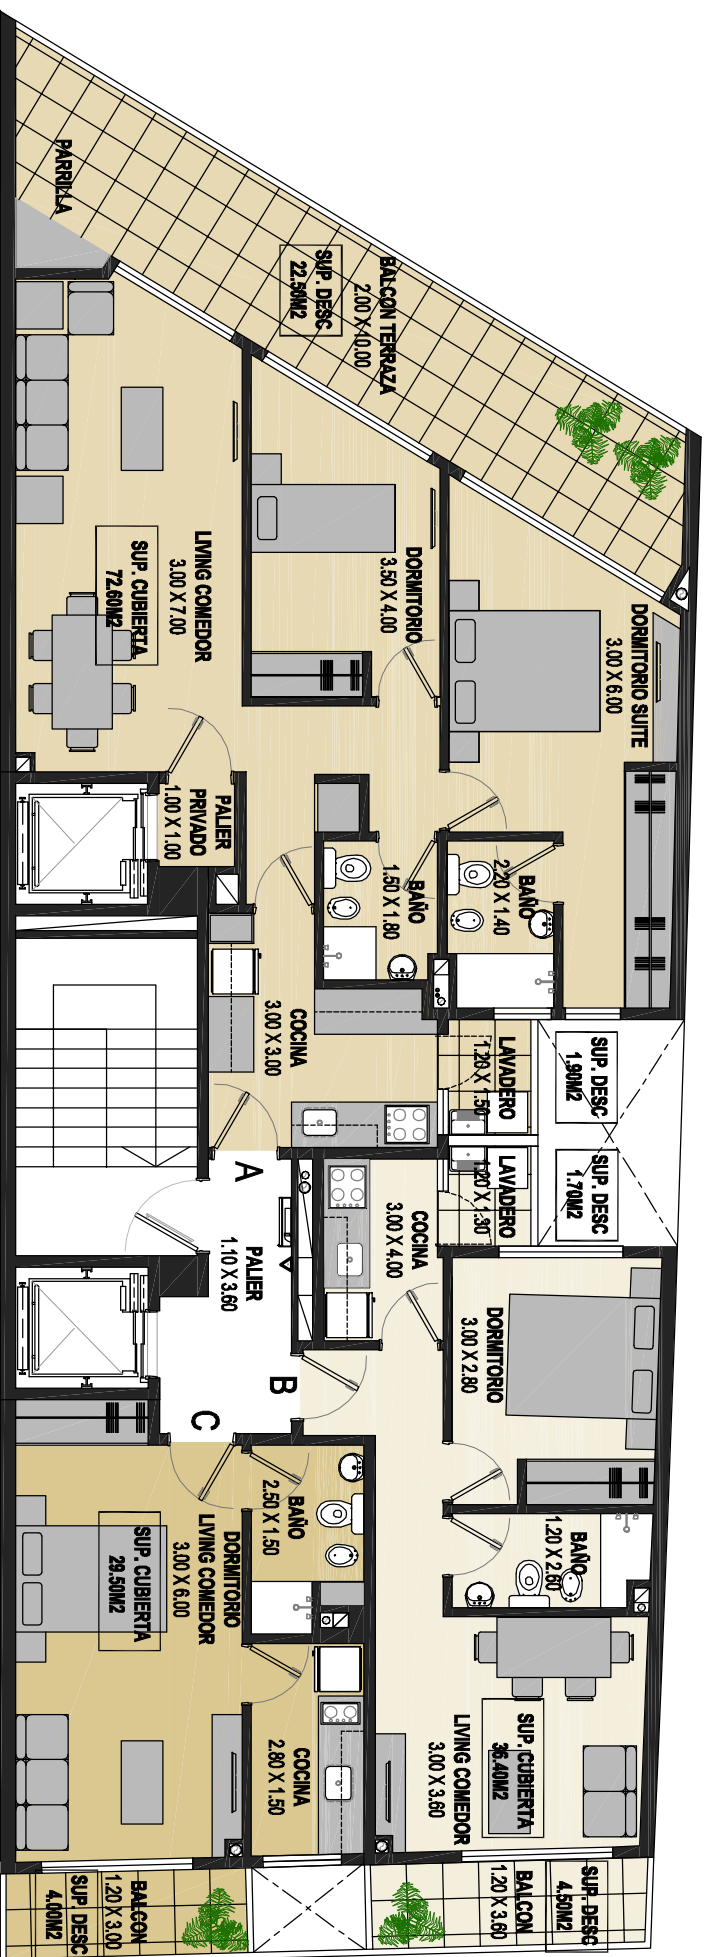 PARRILLA
BALCON TERRAZA
2.00 X 10.00
SUP. DESC
22.50M2
LIVING COMEDOR
3.00 X 7.00
SUP. CUBIERTA
72.60M2
DORMITORIO
3.50 X 4.00
DORMITORIO SUITE
3.00 X 6.00
PALIER
PRIVADO
1.00 X 1.00
BAÑO
1.50 X 1.80
BAÑO
2.20 X 1.40
COCINA
3.00 X 3.00
LAVADERO
1.20 X 1.50
SUP. DESC
1.90M2
LAVADERO
1.20 X 1.30
SUP. DESC
1.70M2
A
PALIER
1.10 X 3.60
B
C
COCINA
3.00 X 4.00
DORMITORIO
3.00 X 2.80
BAÑO
2.50 X 1.50
BAÑO
1.20 X 2.60
DORMITORIO
LIVING COMEDOR
3.00 X 6.00
SUP. CUBIERTA
29.50M2
COCINA
2.80 X 1.50
LIVING COMEDOR
3.00 X 3.60
SUP. CUBIERTA
36.40M2
BALCON
1.20 X 3.00
SUP. DESC
4.00M2
BALCON
1.20 X 3.60
SUP. DESC
4.50M2